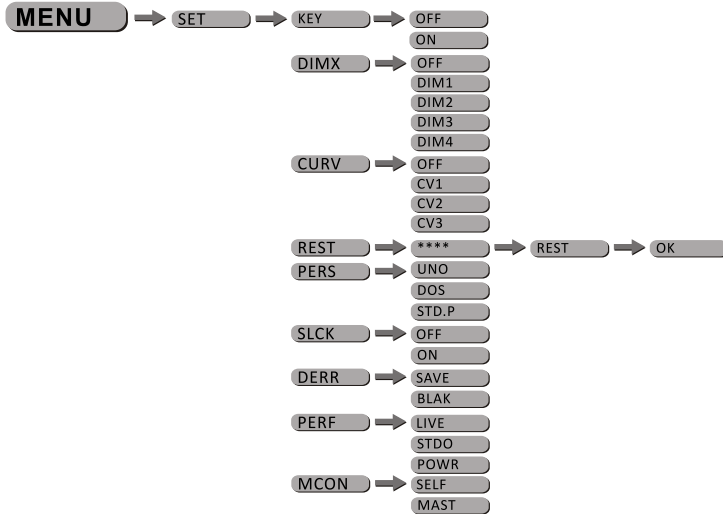 MENU SET KEY OFF
ON
DIMX OFF
DIM1
DIM2
DIM3
DIM4
CURV OFF
CV1
CV2
CV3
REST **** REST OK
PERS UNO
DOS
STD.P
SLCK OFF
ON
DERR SAVE
BLAK
PERF LIVE
STDO
POWR
MCON SELF
MAST